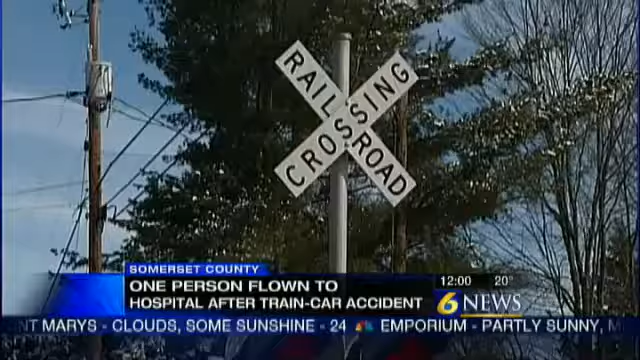 RAILROAD
CROSSING
SOMERSET COUNTY
ONE PERSON FLOWN TO
HOSPITAL AFTER TRAIN-CAR ACCIDENT
12:00 20°
6 NEWS
NT MARYS - CLOUDS, SOME SUNSHINE - 24 EMPORIUM - PARTLY SUNNY, M